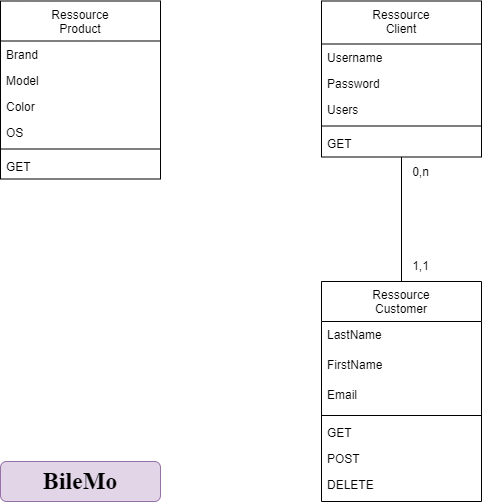 Ressource
Product
Brand
Model
Color
OS
GET
Ressource
Client
Username
Password
Users
GET
0,n
1,1
Ressource
Customer
LastName
FirstName
Email
GET
POST
DELETE
BileMo